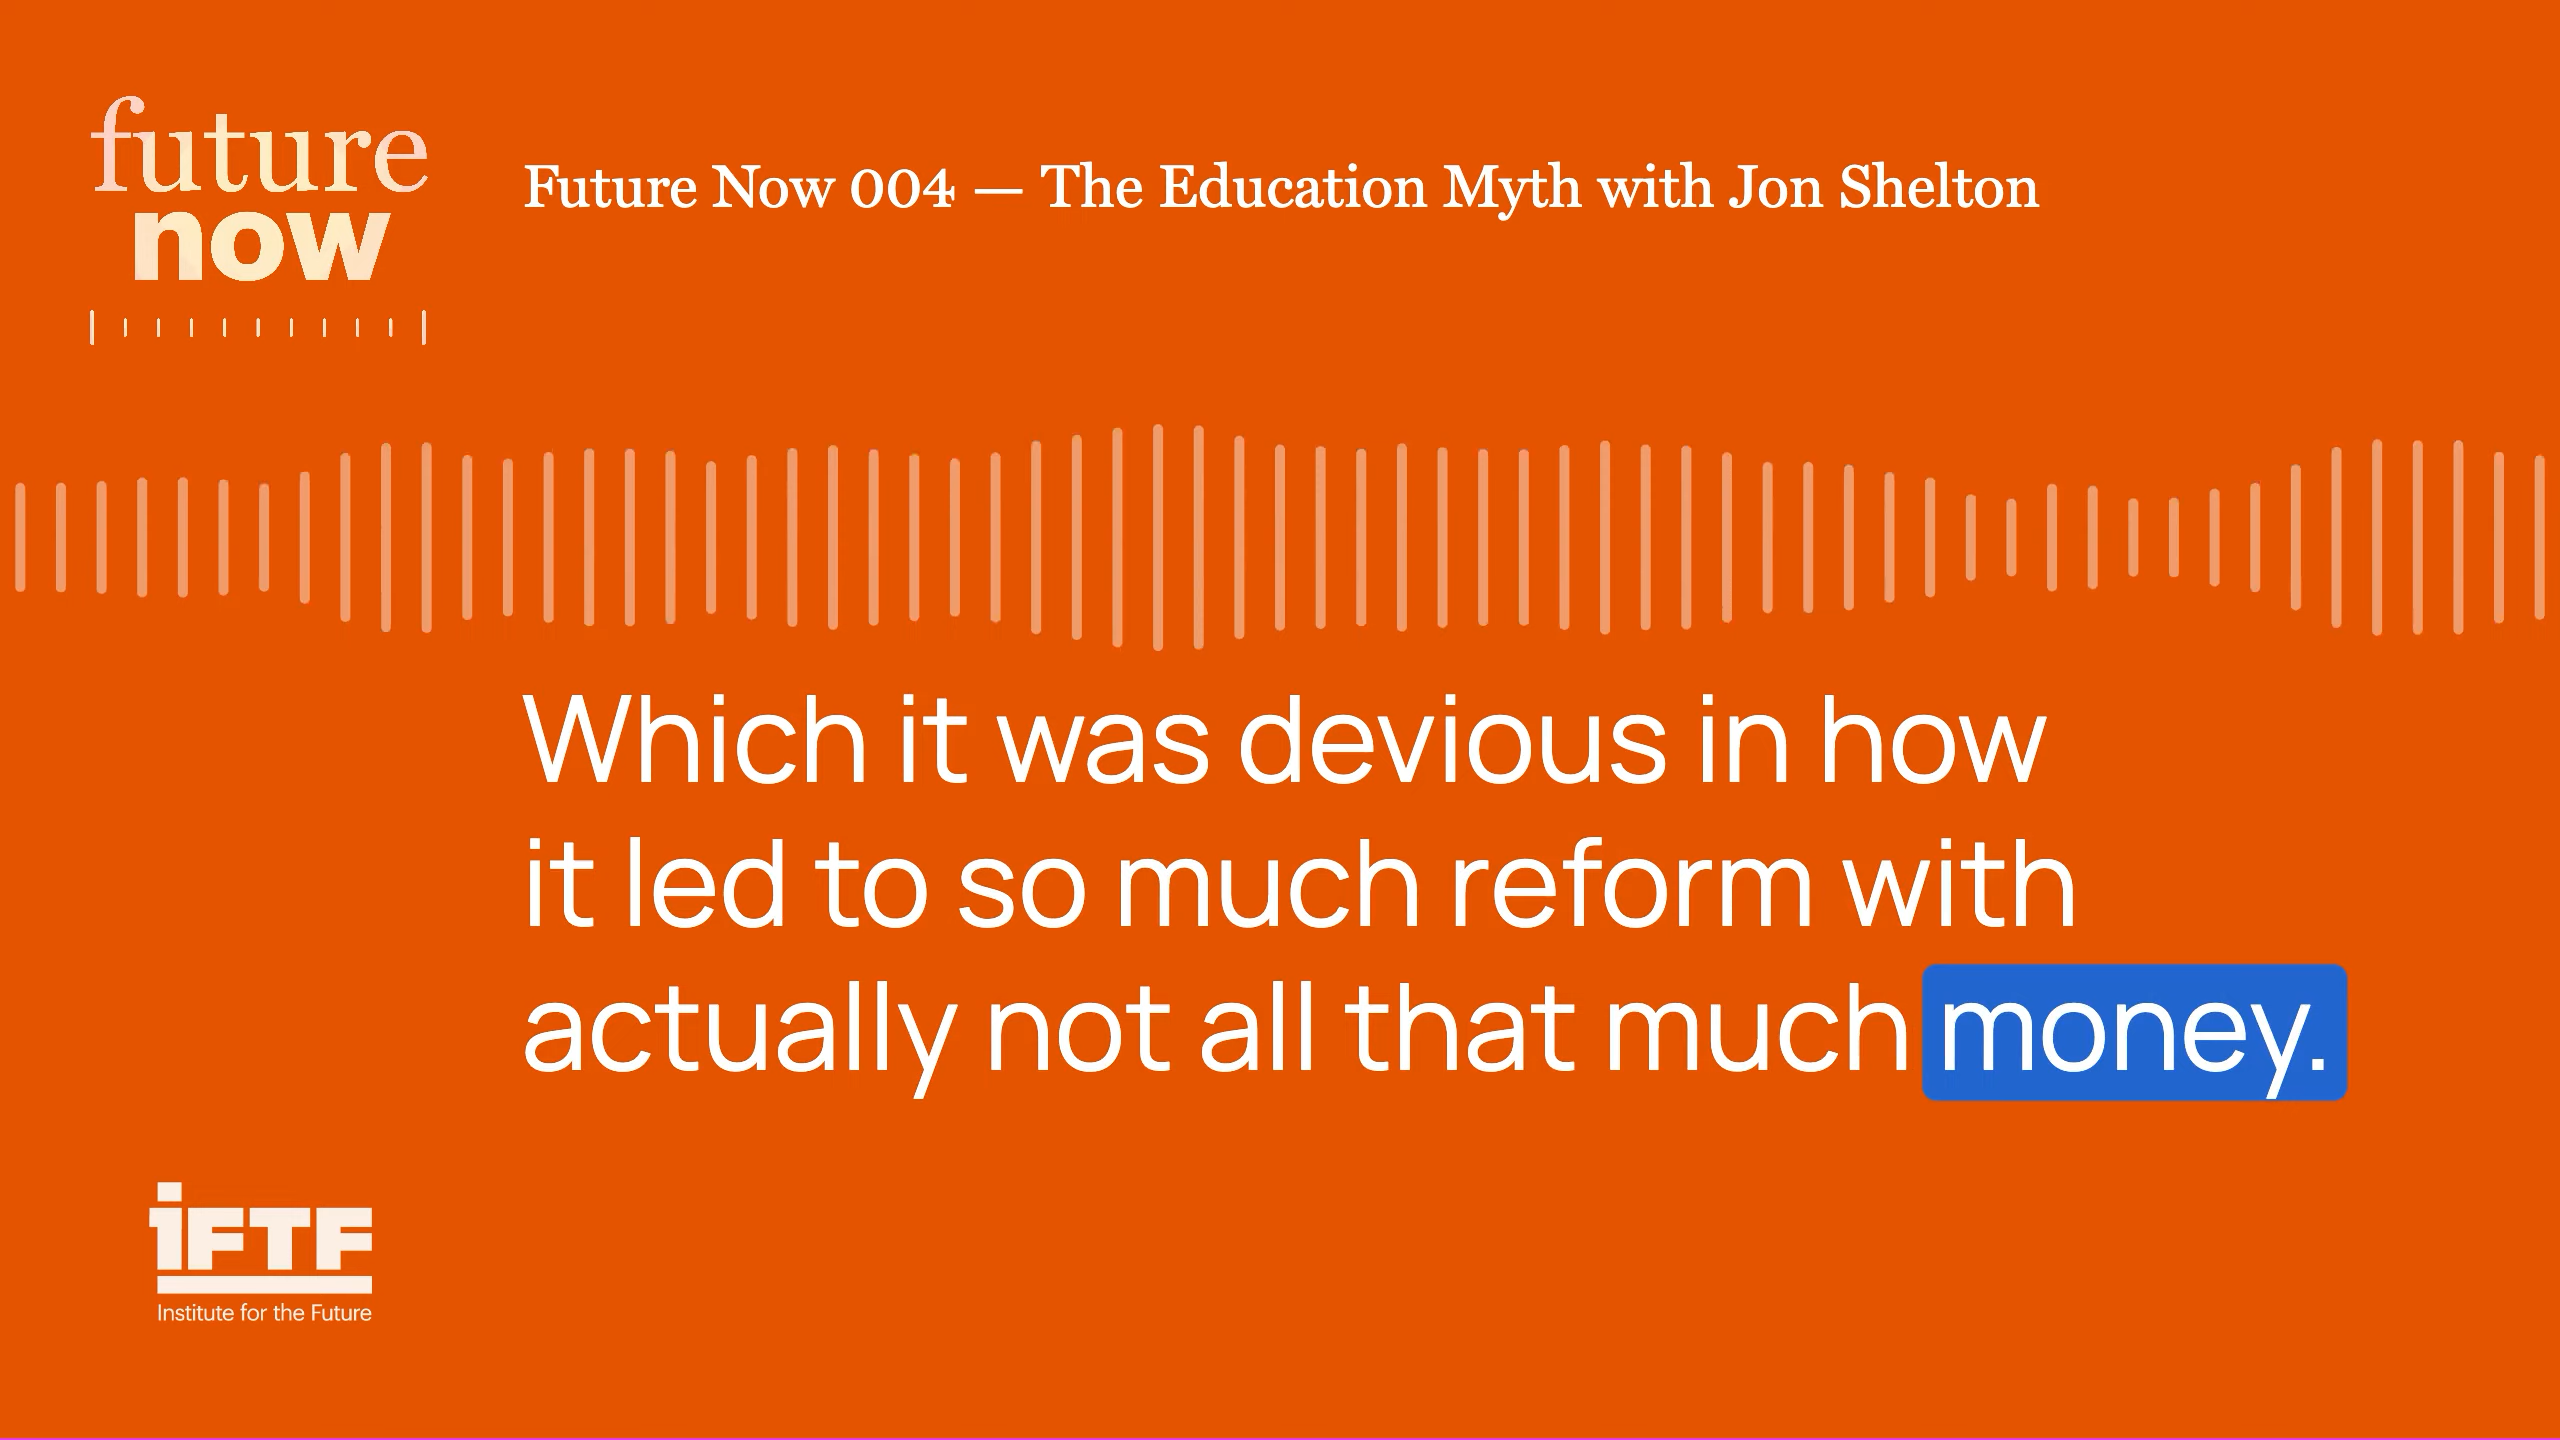 future
now
Future Now 004 — The Education Myth with Jon Shelton
Which it was devious in how
it led to so much reform with
actually not all that much money.
iFTF
Institute for the Future